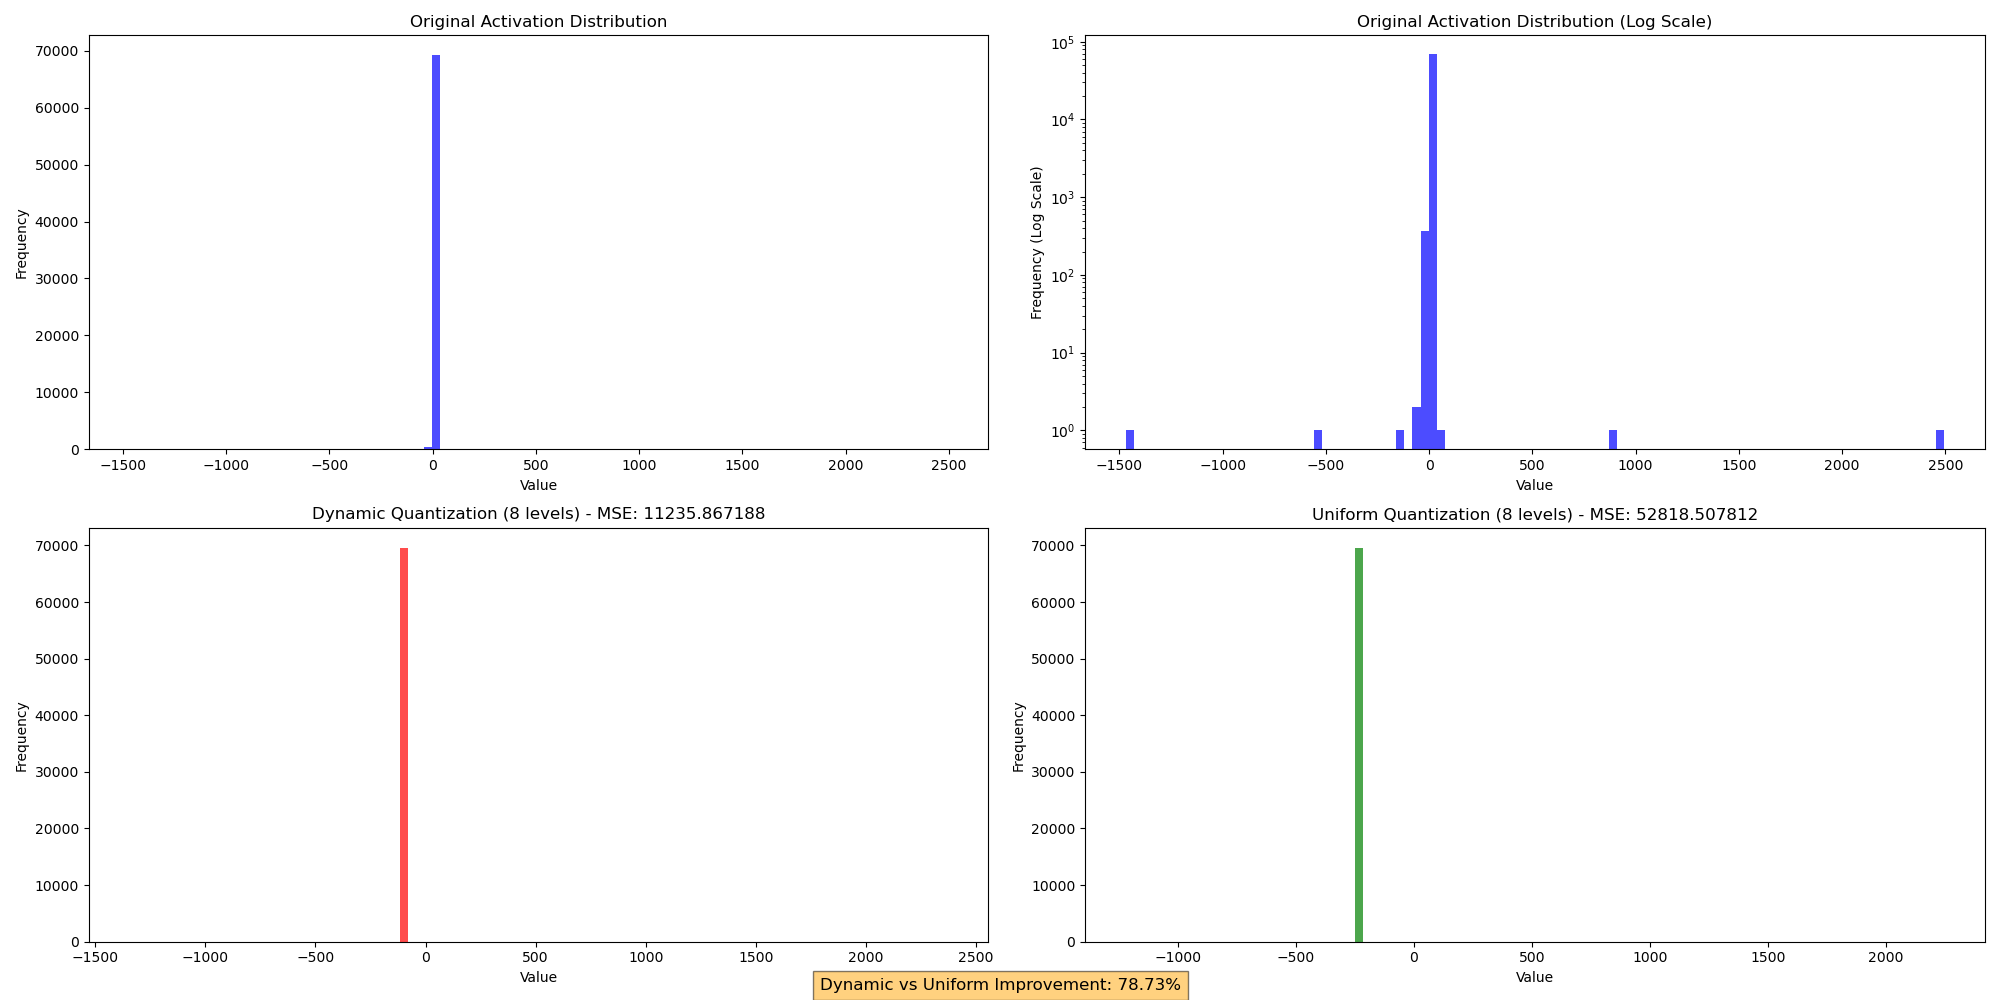 Original Activation Distribution
70000
60000
50000
40000
30000
20000
10000
0
Frequency
−1500 −1000 −500 0 500 1000 1500 2000 2500
Value
Original Activation Distribution (Log Scale)
10^5
10^4
10^3
10^2
10^1
10^0
Frequency (Log Scale)
−1500 −1000 −500 0 500 1000 1500 2000 2500
Value
Dynamic Quantization (8 levels) - MSE: 11235.867188
70000
60000
50000
40000
30000
20000
10000
0
Frequency
−1500 −1000 −500 0 500 1000 1500 2000 2500
Value
Uniform Quantization (8 levels) - MSE: 52818.507812
70000
60000
50000
40000
30000
20000
10000
0
Frequency
−1000 −500 0 500 1000 1500 2000
Value
Dynamic vs Uniform Improvement: 78.73%